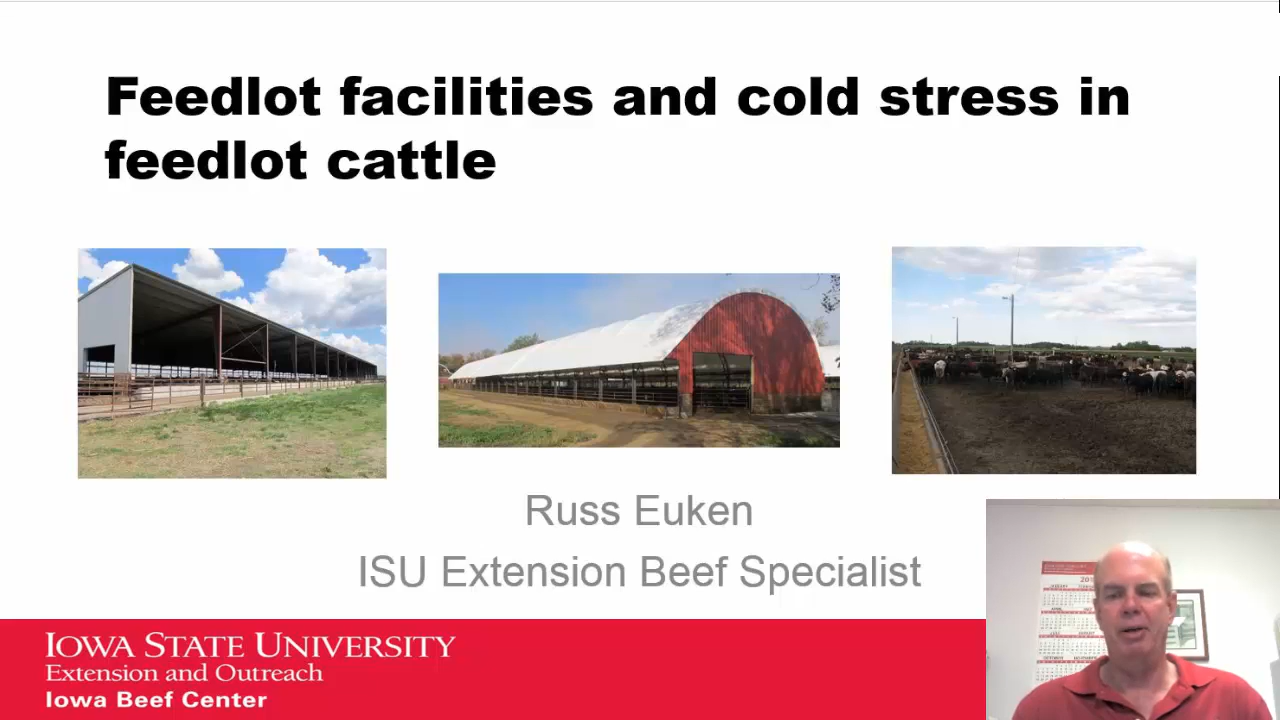 Feedlot facilities and cold stress in
feedlot cattle
Russ Euken
ISU Extension Beef Specialist
IOWA STATE UNIVERSITY
Extension and Outreach
Iowa Beef Center